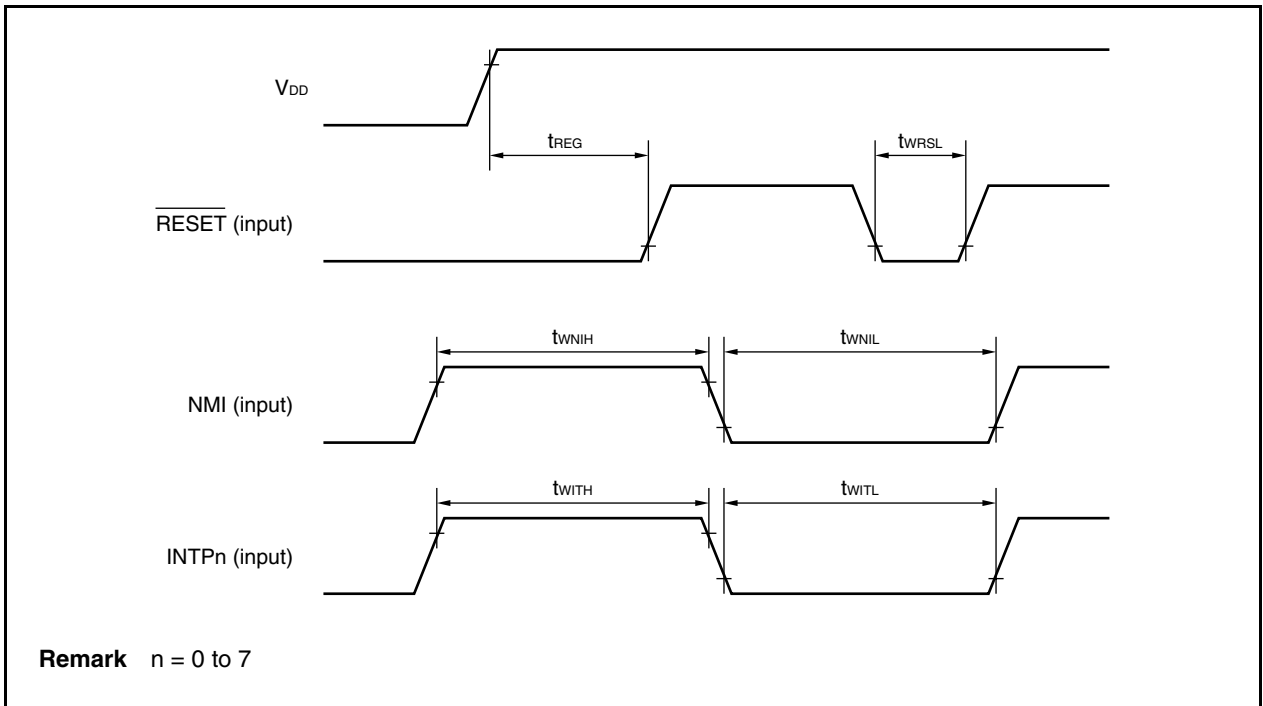 VDD
tREG
tWRSL
RESET (input)
tWNIH
tWNIL
NMI (input)
tWITH
tWITL
INTPn (input)
Remark n = 0 to 7